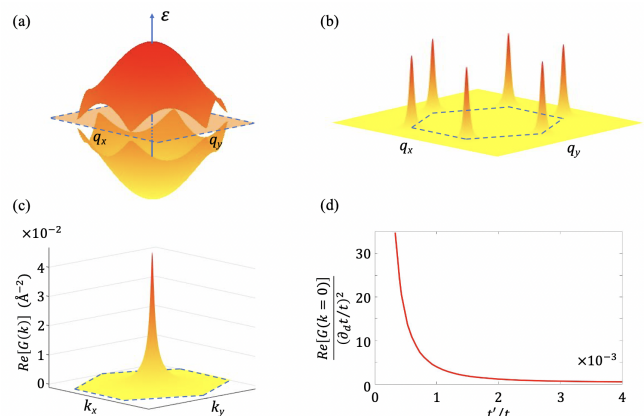 (a)
ℰ
q_x
q_y
(b)
q_x
q_y
(c)
×10⁻²
Re[G(k)] (Å⁻²)
4
3
2
1
0
k_x
k_y
(d)
Re[G(k = 0)]
(∂_d t/t)²
30
20
10
0
0
1
2
3
4
×10⁻³
t′/t